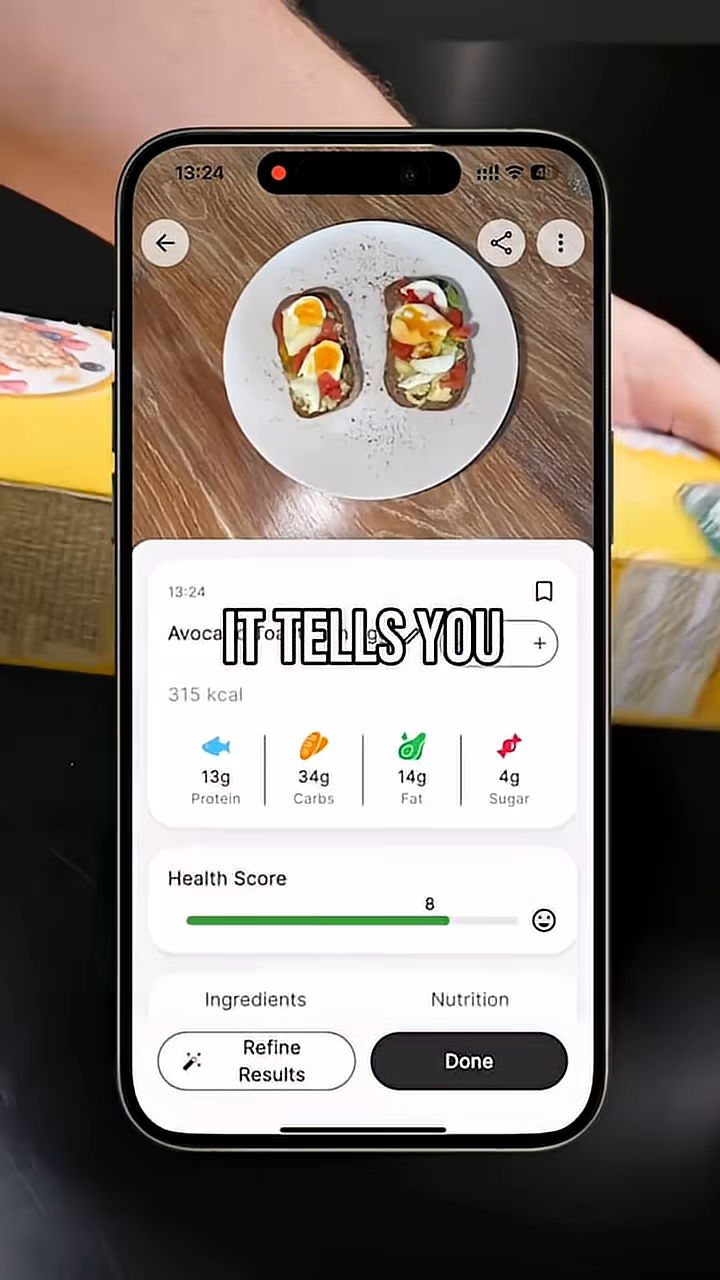 13:24
13:24
IT TELLS YOU
315 kcal
13g
34g
14g
4g
Protein
Carbs
Fat
Sugar
Health Score
8
Ingredients
Nutrition
Refine
Results
Done